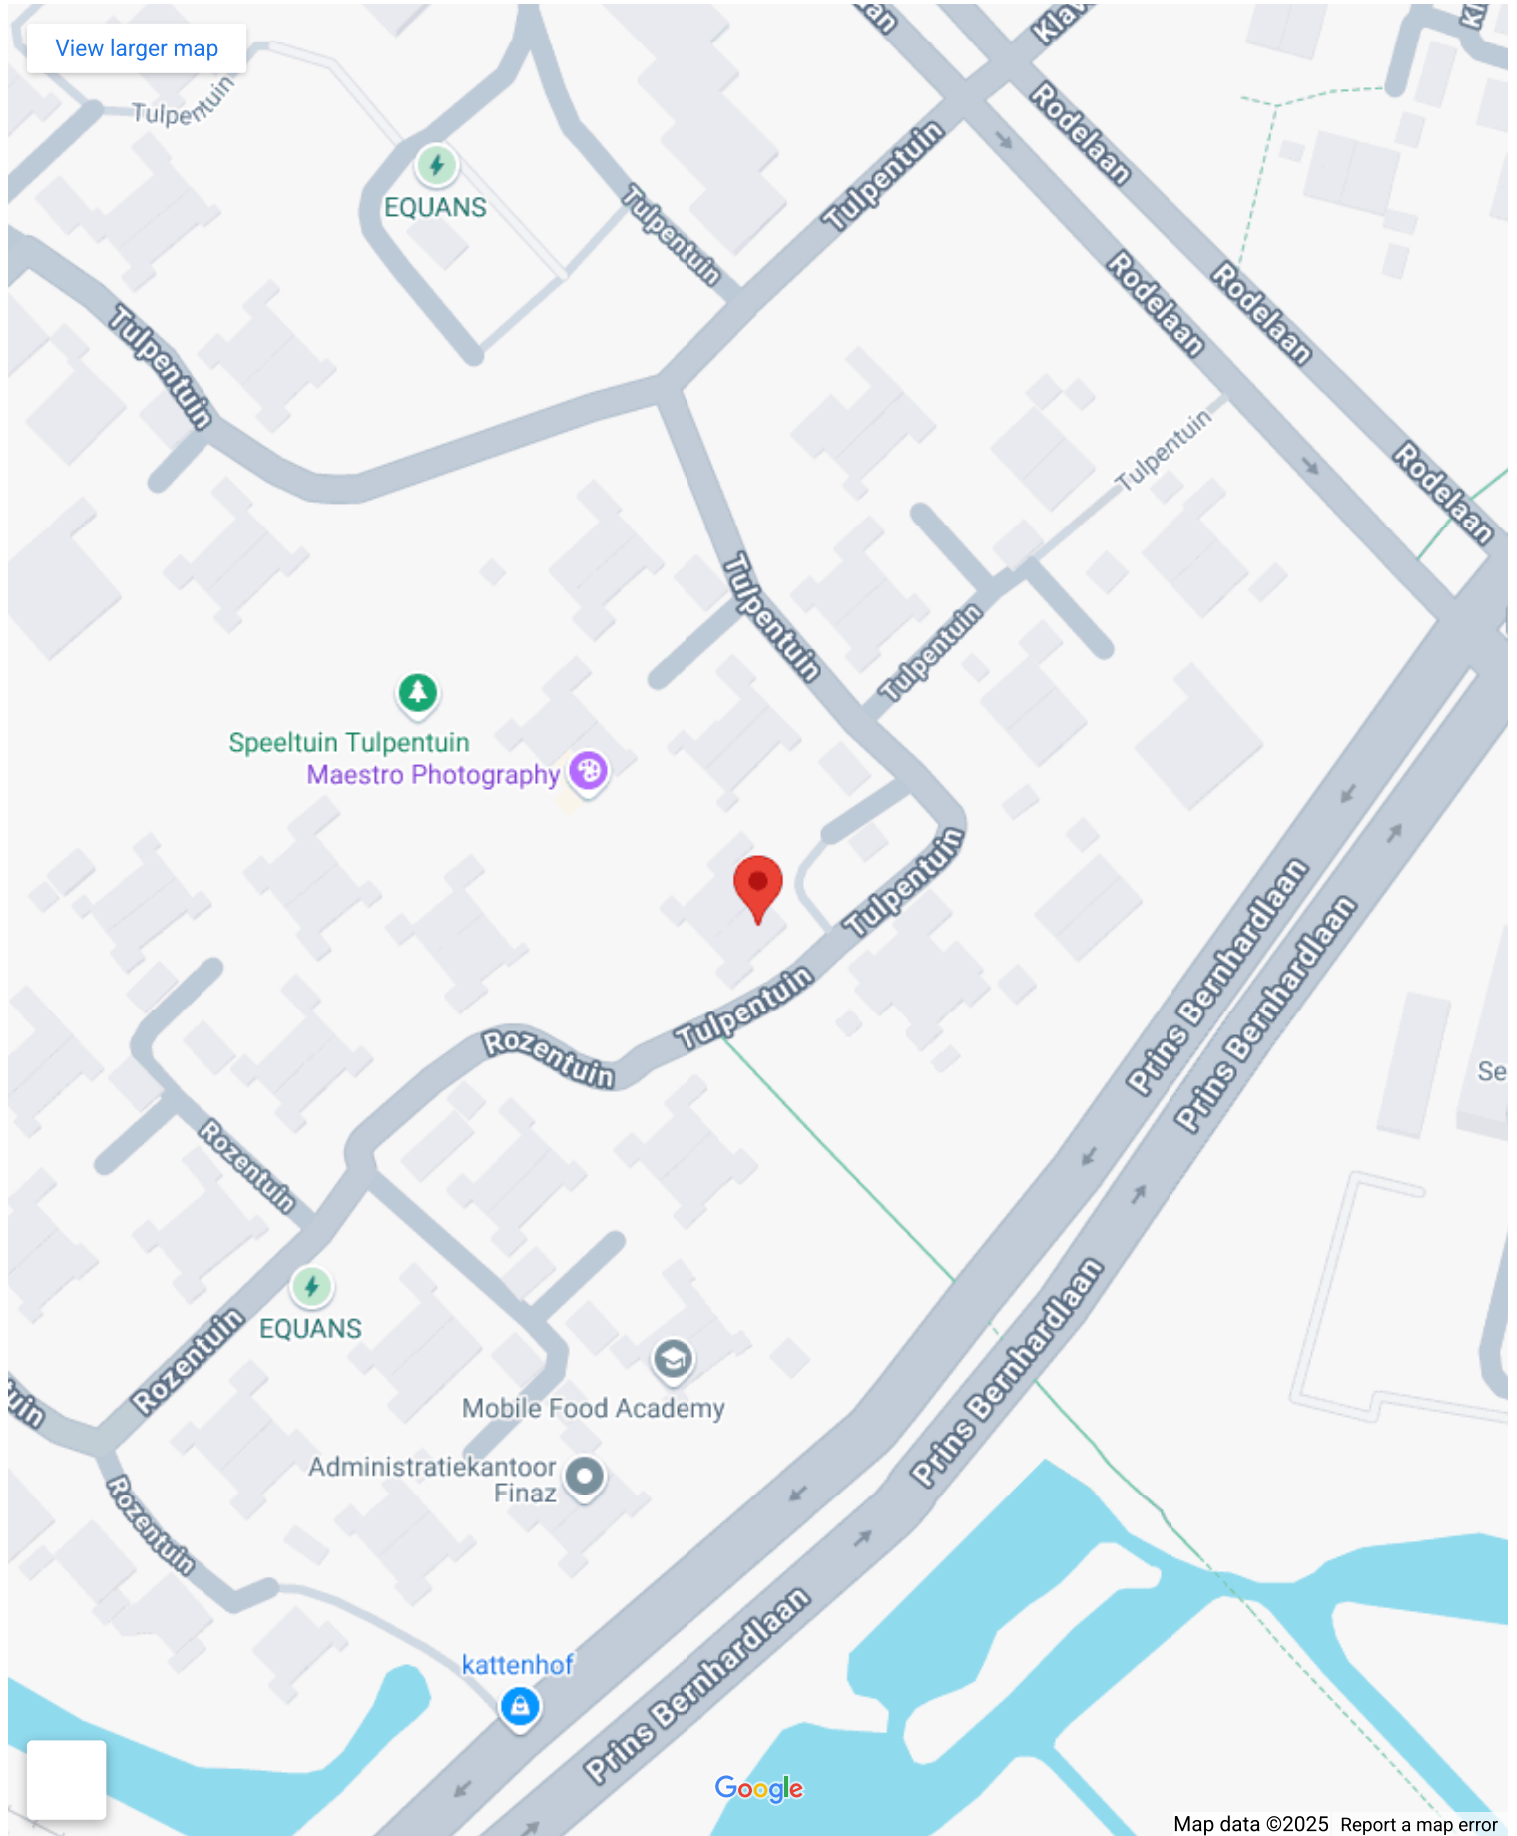 View larger map
Tulpentuin
EQUANS
Tulpentuin
Tulpentuin
Rodelaan
Rodelaan
Rodelaan
Tulpentuin
Tulpentuin
Rodelaan
Tulpentuin
Tulpentuin
Speeltuin Tulpentuin
Maestro Photography
Tulpentuin
Prins Bernhardlaan
Prins Bernhardlaan
Tulpentuin
Rozentuin
Rozentuin
EQUANS
Rozentuin
Prins Bernhardlaan
Mobile Food Academy
Administratiekantoor
Finaz
Rozentuin
kattenhof
Prins Bernhardlaan
Google
Map data ©2025 Report a map error